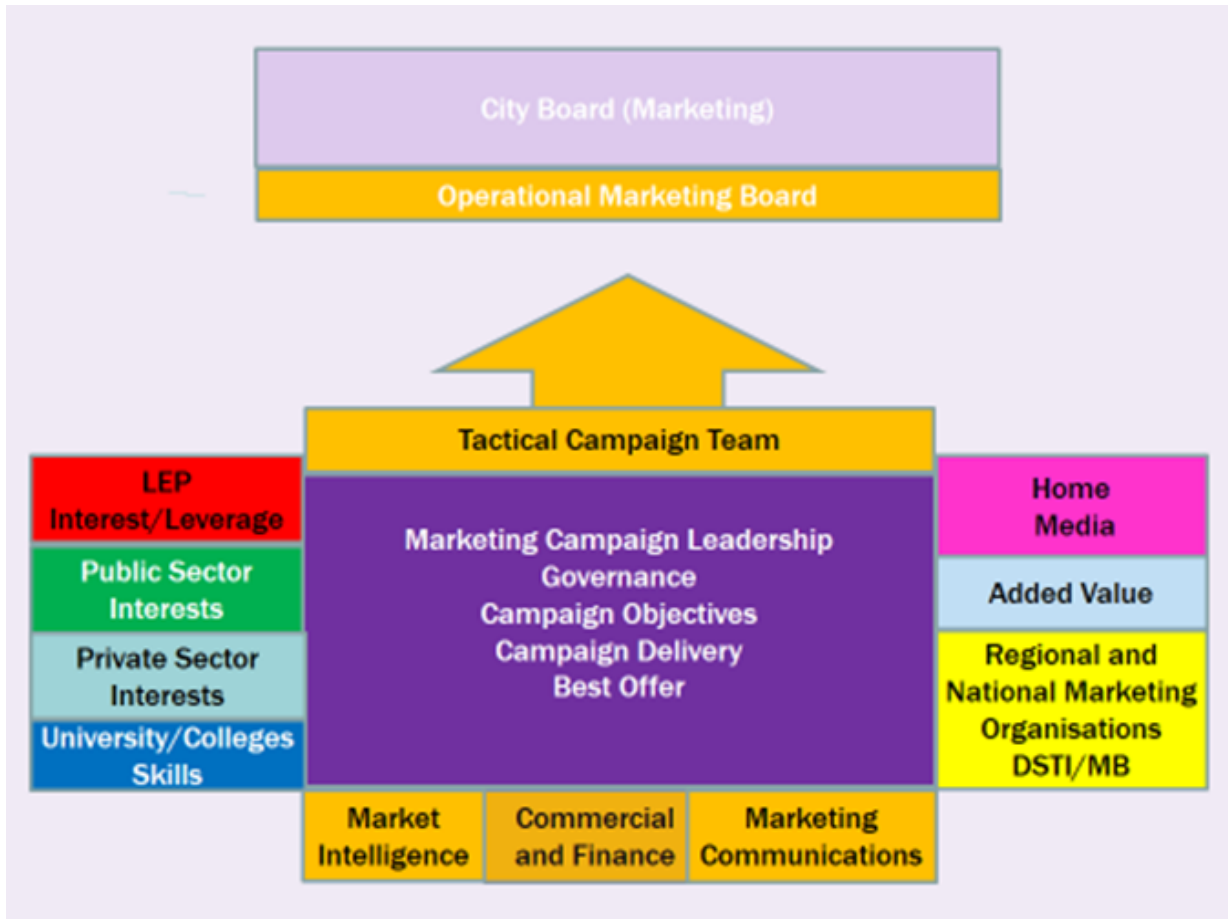 City Board (Marketing)
Operational Marketing Board
Tactical Campaign Team
LEP
Interest/Leverage
Public Sector
Interests
Private Sector
Interests
University/Colleges
Skills
Marketing Campaign Leadership
Governance
Campaign Objectives
Campaign Delivery
Best Offer
Home
Media
Added Value
Regional and
National Marketing
Organisations
DSTI/MB
Market
Intelligence
Commercial
and Finance
Marketing
Communications